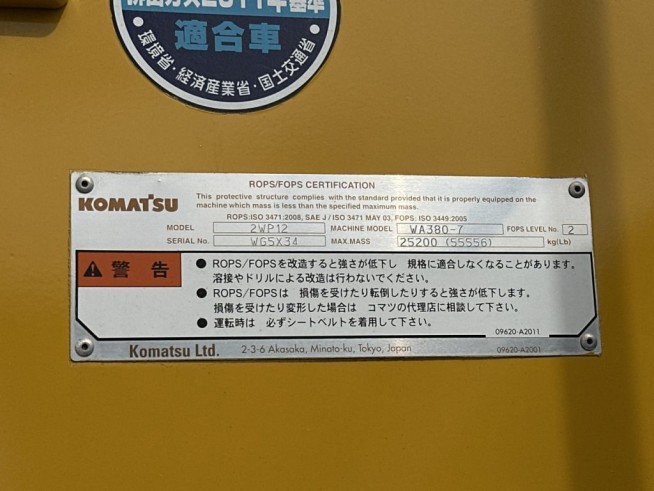 排出ガス2011年基準
適合車
・環境省・経済産業省・国土交通省・
KOMATSU
ROPS/FOPS CERTIFICATION
This protective structure complies with the standard provided that it is properly equipped on the
machine which mass is less than the specified maximum mass.
ROPS:ISO 3471:2008, SAE J / ISO 3471 MAY 03, FOPS: ISO 3449:2005
MODEL 2WP12 MACHINE MODEL WA380-7 FOPS LEVEL No. 2
SERIAL No. WG5X34 MAX.MASS 25200 (55556) kg(Lb)
警 告
● ROPS/FOPSを改造すると強さが低下し 規格に適合しなくなることがあります。
溶接やドリルによる改造は行わないでください。
● ROPS/FOPSは 損傷を受けたり転倒したりすると強さが低下します。
損傷を受けたり変形した場合は コマツの代理店に相談して下さい。
● 運転時は 必ずシートベルトを着用して下さい。
09620-A2011
Komatsu Ltd. 2-3-6 Akasaka, Minato-ku, Tokyo, Japan 09620-A2001